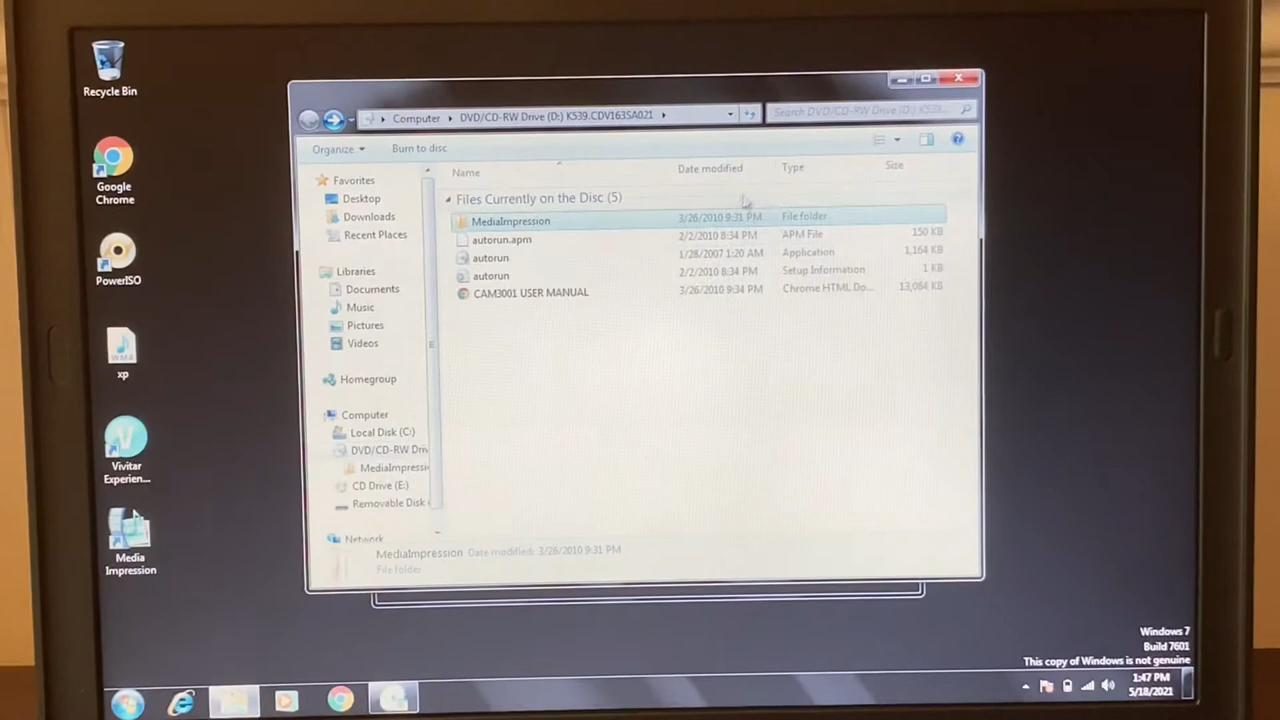 Recycle Bin
Google
Chrome
PowerISO
WMA
xp
Vivitar
Experien...
Media
Impression
Computer DVD/CD-RW Drive (D:) K539.CDV163SA021
Search DVD/CD-RW Drive (D:) K539....
Organize Burn to disc
Favorites
Desktop
Downloads
Recent Places
Libraries
Documents
Music
Pictures
Videos
Homegroup
Computer
Local Disk (C:)
DVD/CD-RW Driv
MediaImpressi
CD Drive (E:)
Removable Disk
Network
Name Date modified Type Size
Files Currently on the Disc (5)
MediaImpression 3/26/2010 9:31 PM File folder
autorun.apm 2/2/2010 8:34 PM APM File 150 KB
autorun 1/28/2007 1:20 AM Application 1,164 KB
autorun 2/2/2010 8:34 PM Setup Information 1 KB
CAM3001 USER MANUAL 3/26/2010 9:34 PM Chrome HTML Do... 13,084 KB
MediaImpression Date modified: 3/26/2010 9:31 PM
File folder
Windows 7
Build 7601
This copy of Windows is not genuine
1:47 PM
5/18/2021